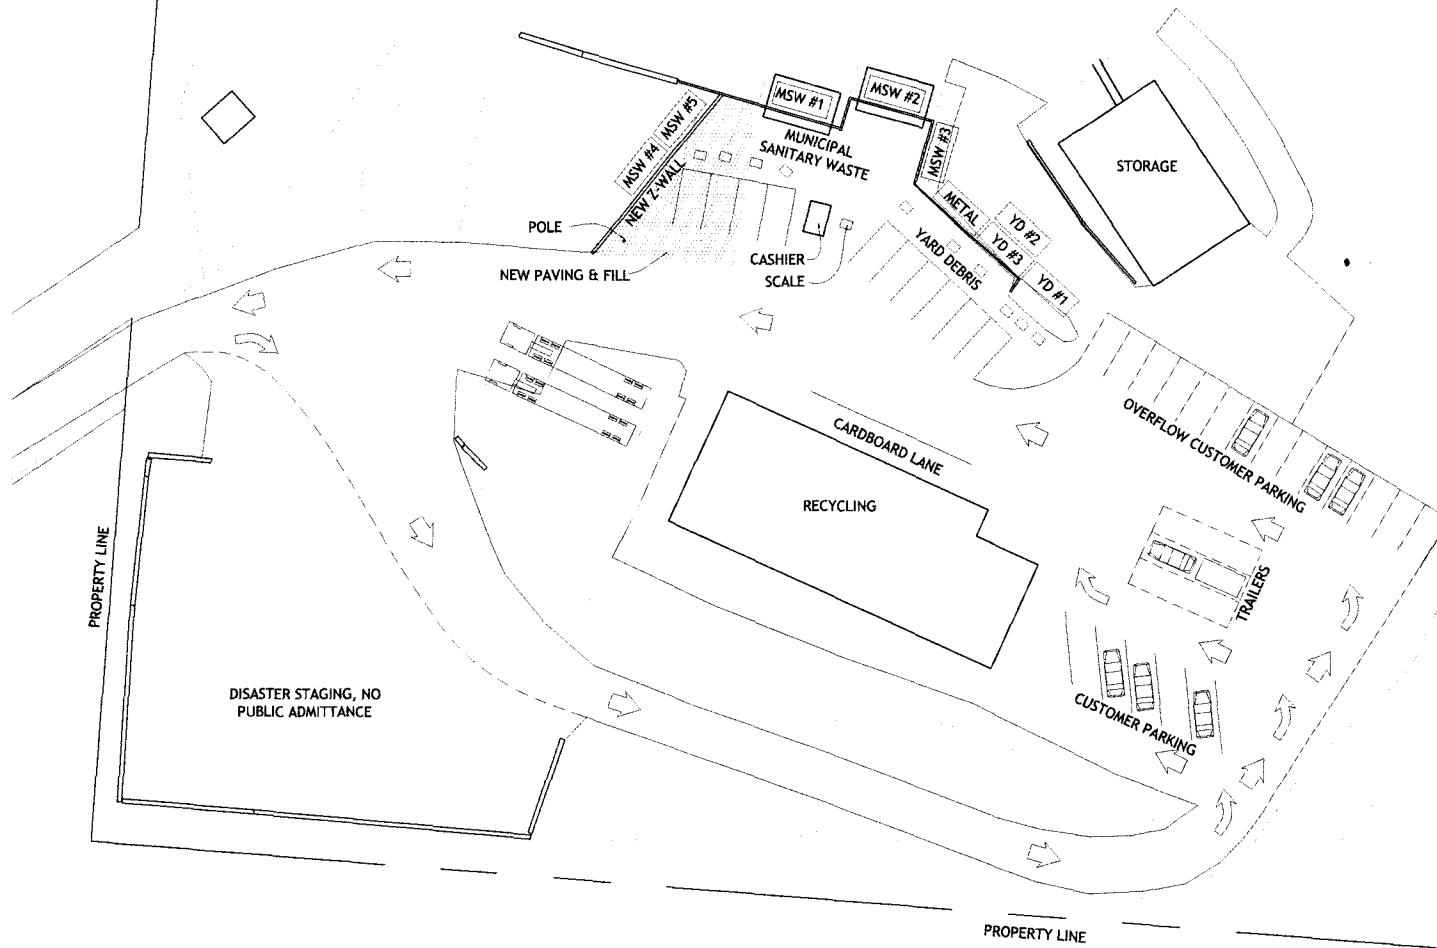 MSW #1
MSW #2
MSW #3
MSW #4
MSW #5
MUNICIPAL
SANITARY WASTE
NEW Z-WALL
POLE
NEW PAVING & FILL
CASHIER
SCALE
METAL
YD #2
YD #3
YD #1
YARD DEBRIS
STORAGE
OVERFLOW CUSTOMER PARKING
CARDBOARD LANE
RECYCLING
TRAILERS
CUSTOMER PARKING
PROPERTY LINE
DISASTER STAGING, NO
PUBLIC ADMITTANCE
PROPERTY LINE